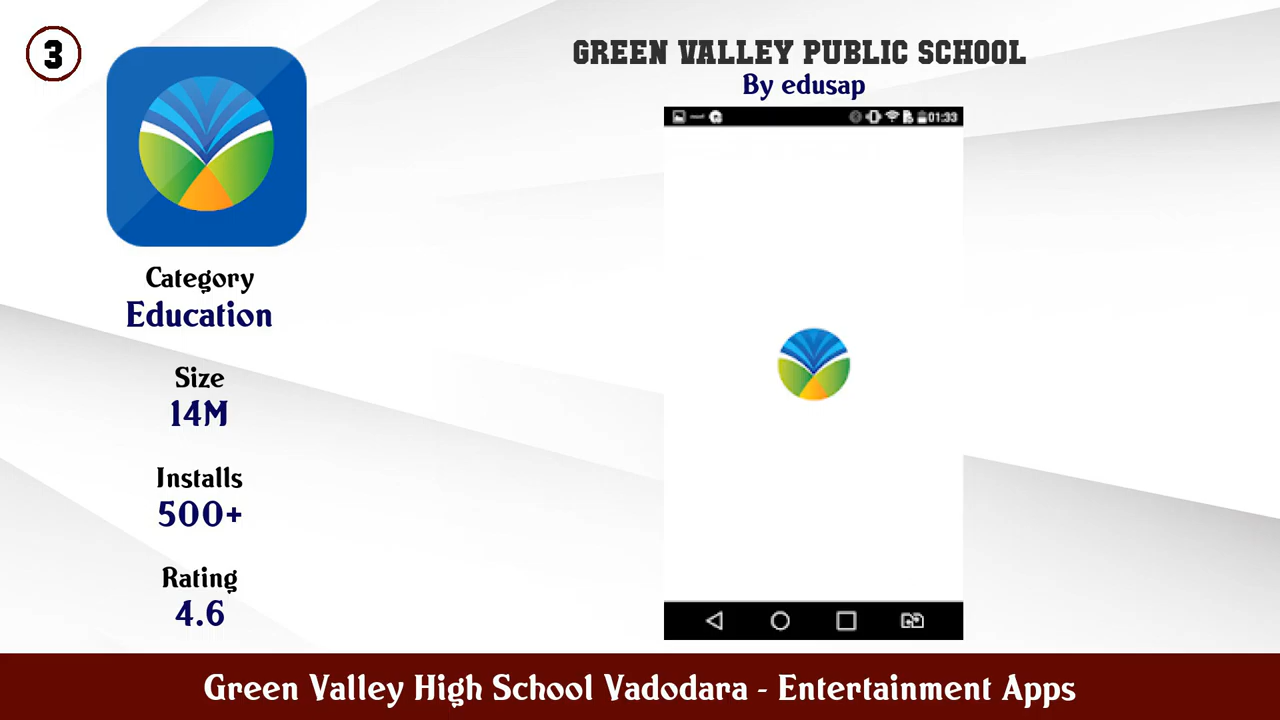 3
GREEN VALLEY PUBLIC SCHOOL
By edusap
01:33
Category
Education
Size
14M
Installs
500+
Rating
4.6
Green Valley High School Vadodara - Entertainment Apps